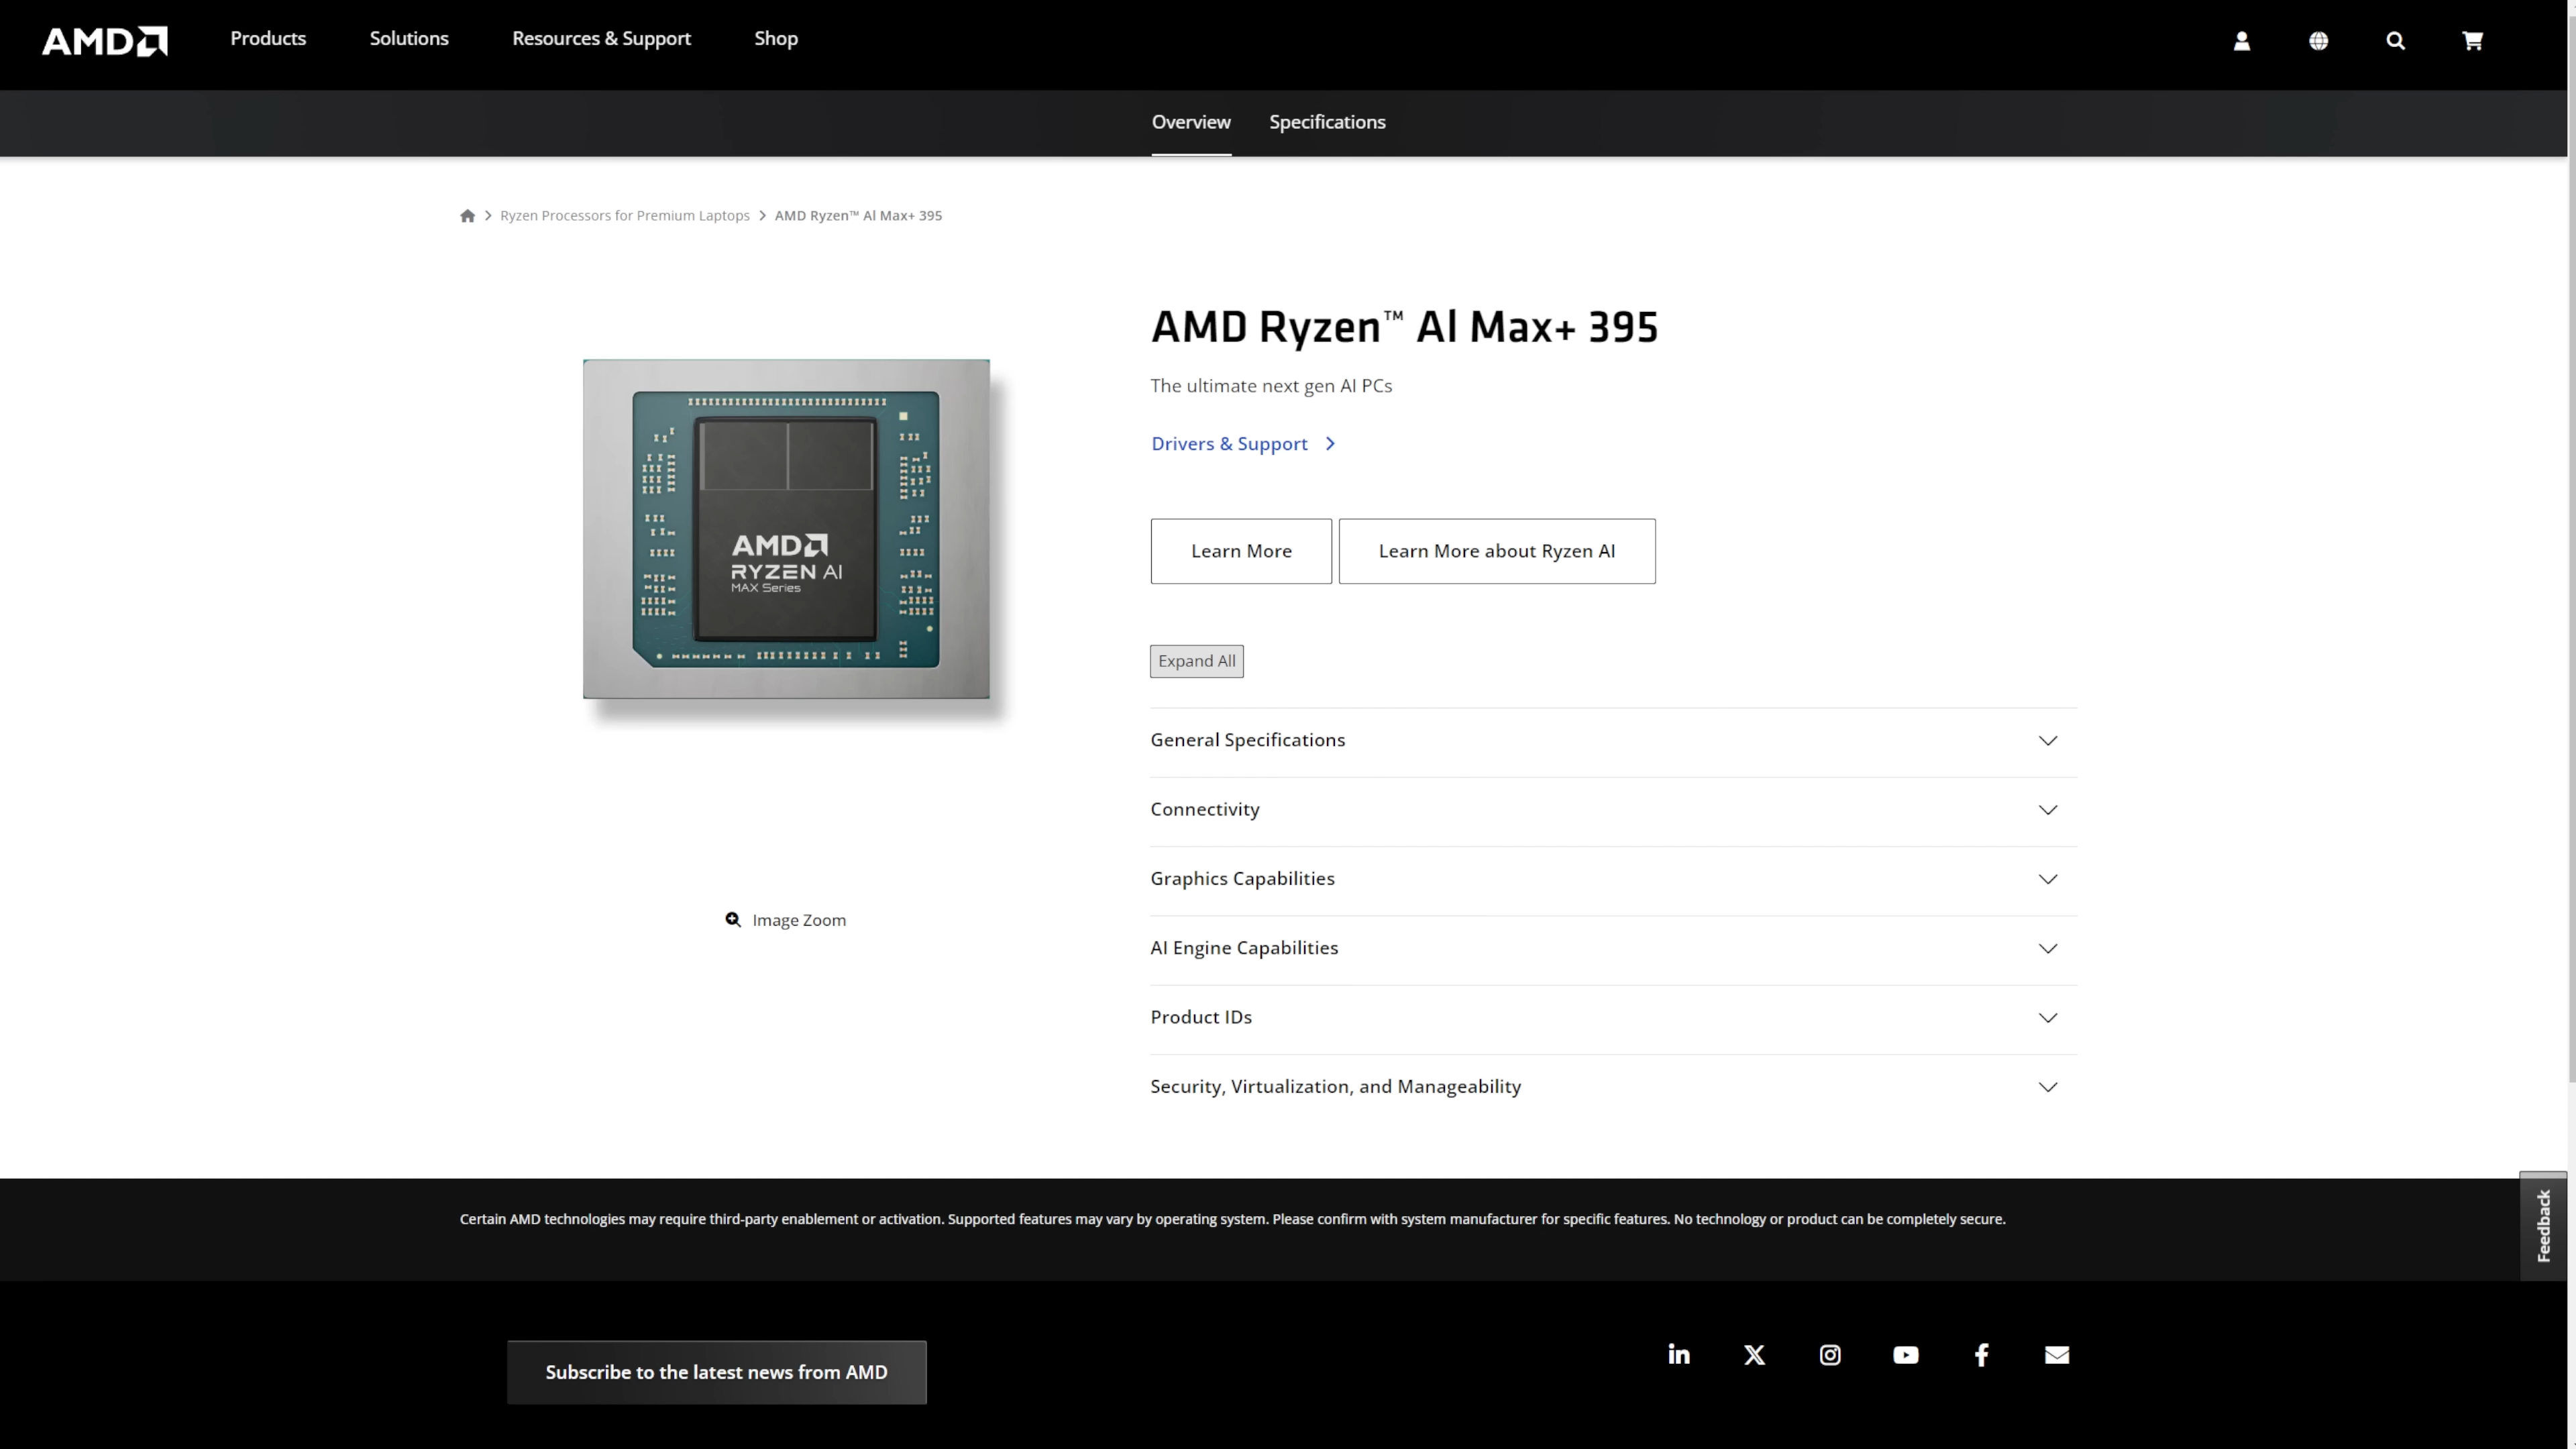 AMD
Products
Solutions
Resources & Support
Shop
Overview
Specifications
Ryzen Processors for Premium Laptops
AMD Ryzen™ Al Max+ 395
AMD Ryzen™ Al Max+ 395
The ultimate next gen AI PCs
Drivers & Support
AMD
RYZEN AI
MAX Series
Learn More
Learn More about Ryzen AI
Expand All
General Specifications
Connectivity
Graphics Capabilities
Image Zoom
AI Engine Capabilities
Product IDs
Security, Virtualization, and Manageability
Certain AMD technologies may require third-party enablement or activation. Supported features may vary by operating system. Please confirm with system manufacturer for specific features. No technology or product can be completely secure.
Feedback
Subscribe to the latest news from AMD